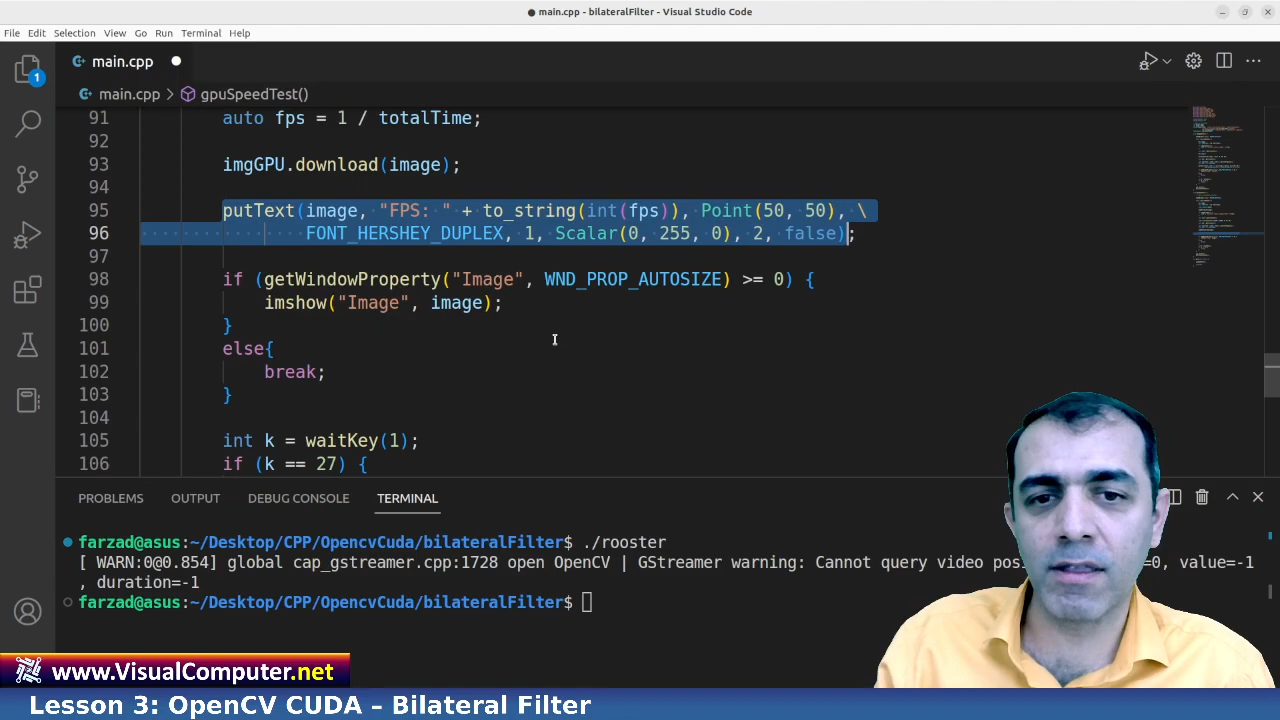 ● main.cpp - bilateralFilter - Visual Studio Code
File Edit Selection View Go Run Terminal Help
main.cpp
1
main.cpp > gpuSpeedTest()
91 auto fps = 1 / totalTime;
92
93 imgGPU.download(image);
94
95 putText(image, "FPS: " + to_string(int(fps)), Point(50, 50), \
96 FONT_HERSHEY_DUPLEX, 1, Scalar(0, 255, 0), 2, false);
97
98 if (getWindowProperty("Image", WND_PROP_AUTOSIZE) >= 0) {
99 imshow("Image", image);
100 }
101 else{
102 break;
103 }
104
105 int k = waitKey(1);
106 if (k == 27) {
PROBLEMS OUTPUT DEBUG CONSOLE TERMINAL
farzad@asus:~/Desktop/CPP/OpencvCuda/bilateralFilter$ ./rooster
[ WARN:0@0.854] global cap_gstreamer.cpp:1728 open OpenCV | GStreamer warning: Cannot query video =0, value=-1
, duration=-1
farzad@asus:~/Desktop/CPP/OpencvCuda/bilateralFilter$
www.VisualComputer.net
Lesson 3: OpenCV CUDA – Bilateral Filter